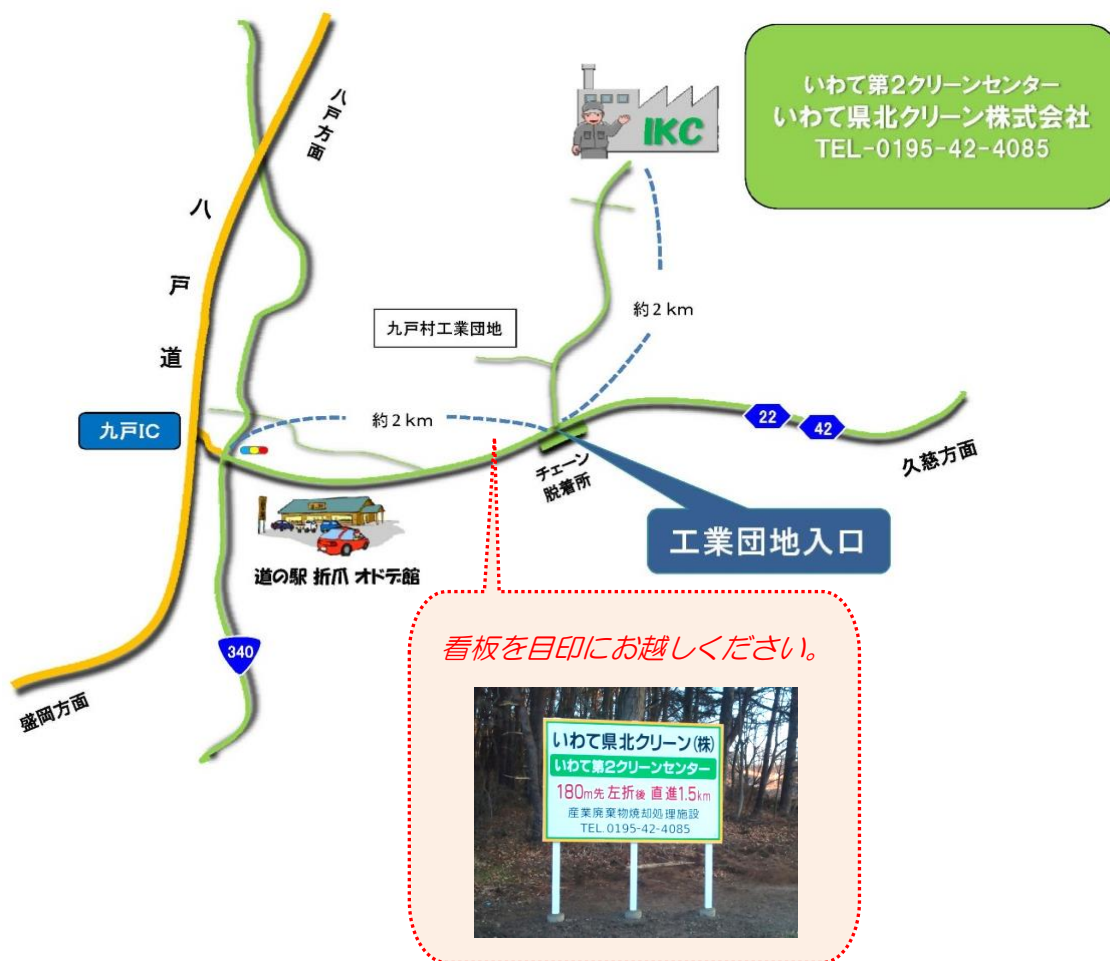 いわて第2クリーンセンター
いわて県北クリーン株式会社
TEL-0195-42-4085
八戸方面
八戸道
IKC
約2km
九戸村工業団地
九戸IC
約2km
22
42
久慈方面
チェーン
脱着所
工業団地入口
道の駅 折爪 オドデ館
340
盛岡方面
看板を目印にお越しください。
いわて県北クリーン(株)
いわて第2クリーンセンター
180m先 左折後 直進1.5km
産業廃棄物焼却処理施設
TEL.0195-42-4085